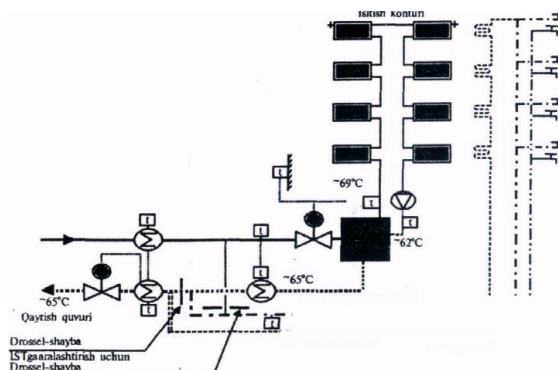 Isitish konturi
t
~69°C
t
~62°C
t
t
~65°C
~65°C
t
t
Qaytish quvuri
Drossel-shayba
ISTgaaralashtirish uchun
Drossel-shayba